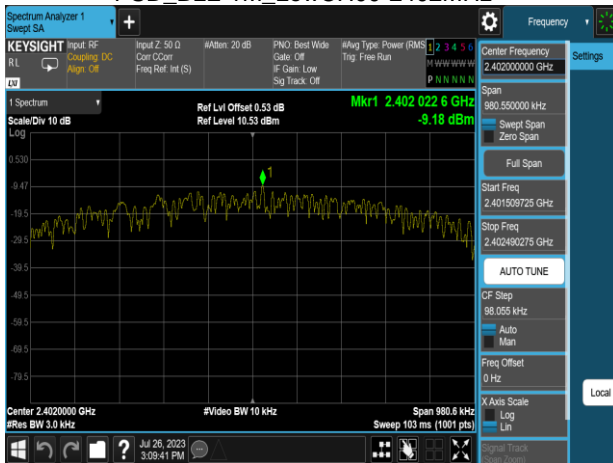 Spectrum Analyzer 1
Swept SA
+
Frequency
KEYSIGHT
RL
LXI
Input: RF
Coupling: DC
Align: Off
Input Z: 50 Ω
Corr CCorr
Freq Ref: Int (S)
#Atten: 20 dB
PNO: Best Wide
Gate: Off
IF Gain: Low
Sig Track: Off
#Avg Type: Power (RMS
Trig: Free Run
1 2 3 4 5 6
M W W W W W
P N N N N N
1 Spectrum
Scale/Div 10 dB
Log
Ref Lvl Offset 0.53 dB
Ref Level 10.53 dBm
Mkr1 2.402 022 6 GHz
-9.18 dBm
0.530
-9.47
-19.5
-29.5
-39.5
-49.5
-59.5
-69.5
-79.5
1
Center 2.4020000 GHz
#Res BW 3.0 kHz
#Video BW 10 kHz
Span 980.6 kHz
Sweep 103 ms (1001 pts)
Jul 26, 2023
3:09:41 PM
?
Center Frequency
2.402000000 GHz
Span
980.550000 kHz
Swept Span
Zero Span
Full Span
Start Freq
2.401509725 GHz
Stop Freq
2.402490275 GHz
AUTO TUNE
CF Step
98.055 kHz
Auto
Man
Freq Offset
0 Hz
X Axis Scale
Log
Lin
Signal Track
(Span Zoom)
Settings
Local